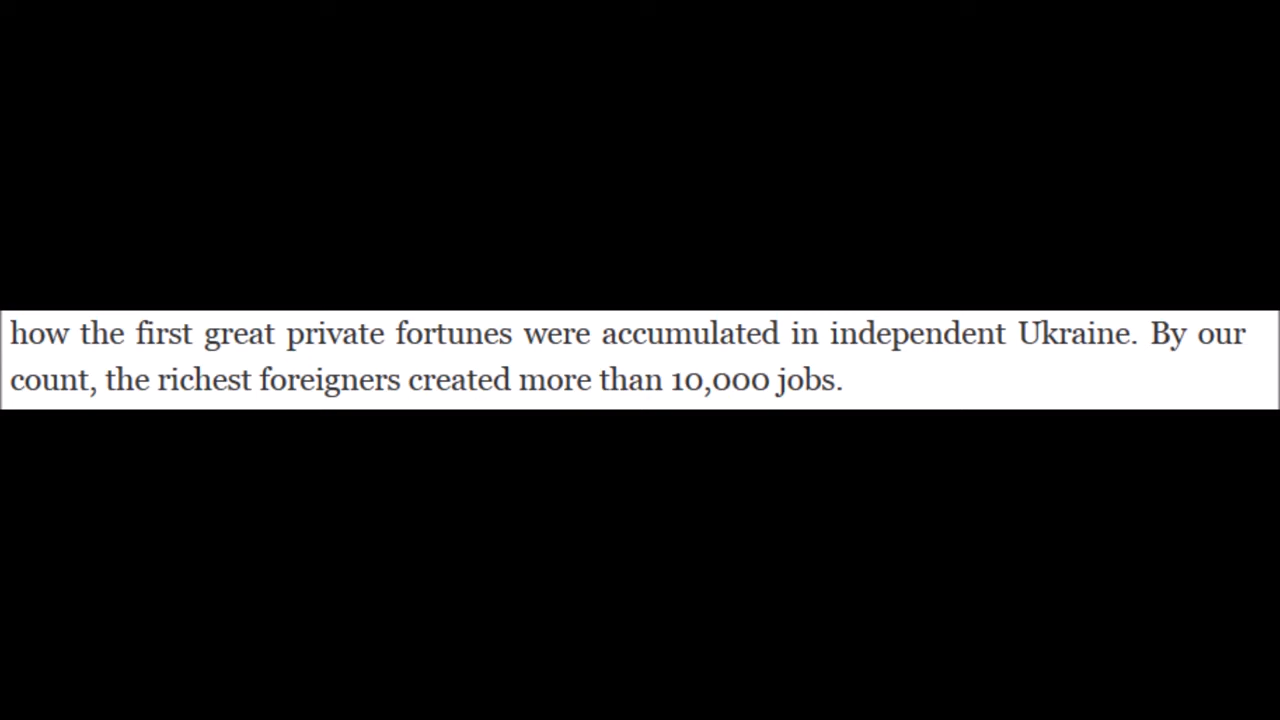 how the first great private fortunes were accumulated in independent Ukraine. By our
count, the richest foreigners created more than 10,000 jobs.